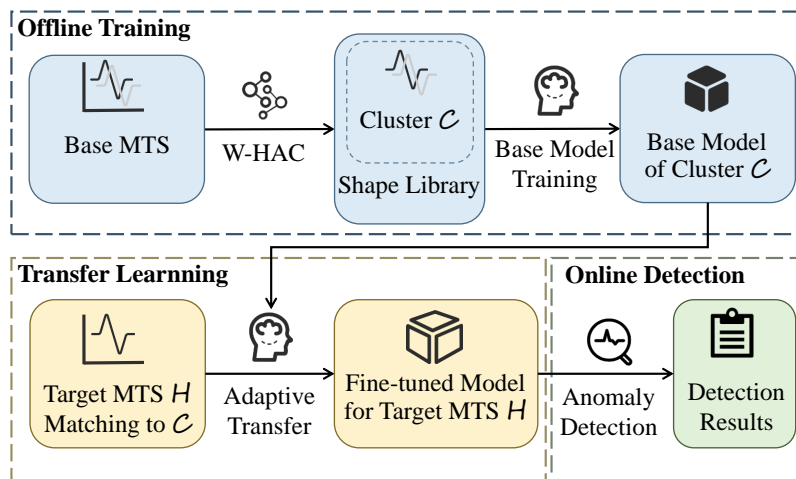 Offline Training
Base MTS
W-HAC
Cluster C
Shape Library
Base Model
Training
Base Model
of Cluster C
Transfer Learnning
Target MTS H
Matching to C
Adaptive
Transfer
Fine-tuned Model
for Target MTS H
Online Detection
Anomaly
Detection
Detection
Results